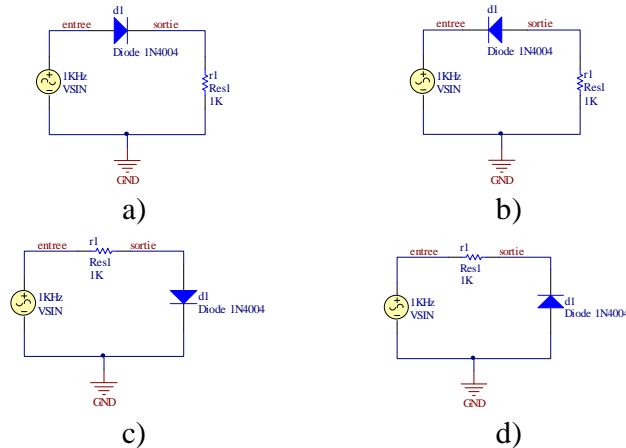 d1
entree sortie
Diode 1N4004
1KHz
VSIN
r1
Res1
1K
GND
a)
d1
entree sortie
Diode 1N4004
1KHz
VSIN
r1
Res1
1K
GND
b)
r1
entree sortie
Res1
1K
1KHz
VSIN
d1
Diode 1N4004
GND
c)
r1
entree sortie
Res1
1K
1KHz
VSIN
d1
Diode 1N4004
GND
d)